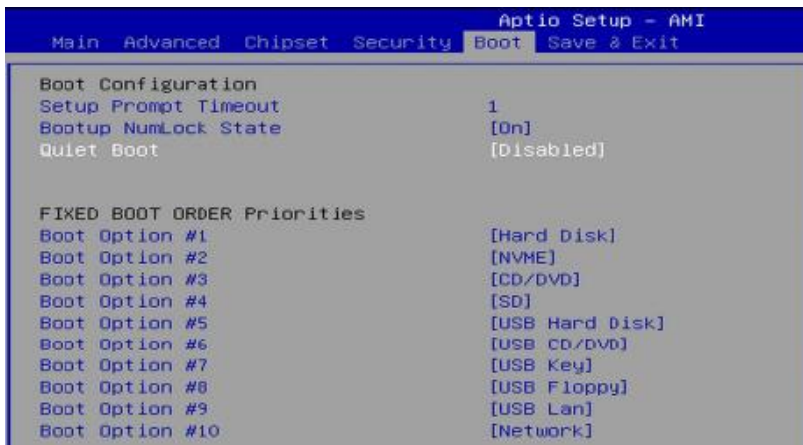 Aptio Setup – AMI
Main Advanced Chipset Security Boot Save & Exit
Boot Configuration
Setup Prompt Timeout 1
Bootup NumLock State [On]
Quiet Boot [Disabled]
FIXED BOOT ORDER Priorities
Boot Option #1 [Hard Disk]
Boot Option #2 [NVME]
Boot Option #3 [CD/DVD]
Boot Option #4 [SD]
Boot Option #5 [USB Hard Disk]
Boot Option #6 [USB CD/DVD]
Boot Option #7 [USB Key]
Boot Option #8 [USB Floppy]
Boot Option #9 [USB Lan]
Boot Option #10 [Network]